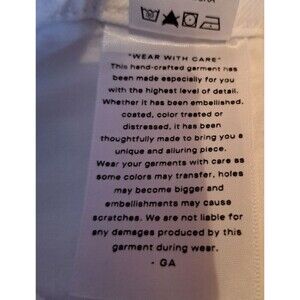 "WEAR WITH CARE"
This hand-crafted garment has
been made especially for you
with the highest level of detail.
Whether it has been embellished,
coated, color treated or
distressed, it has been
thoughtfully made to bring you a
unique and alluring piece.
Wear your garments with care as
some colors may transfer, holes
may become bigger and
embellishments may cause
scratches. We are not liable for
any damages produced by this
garment during wear.
- GA